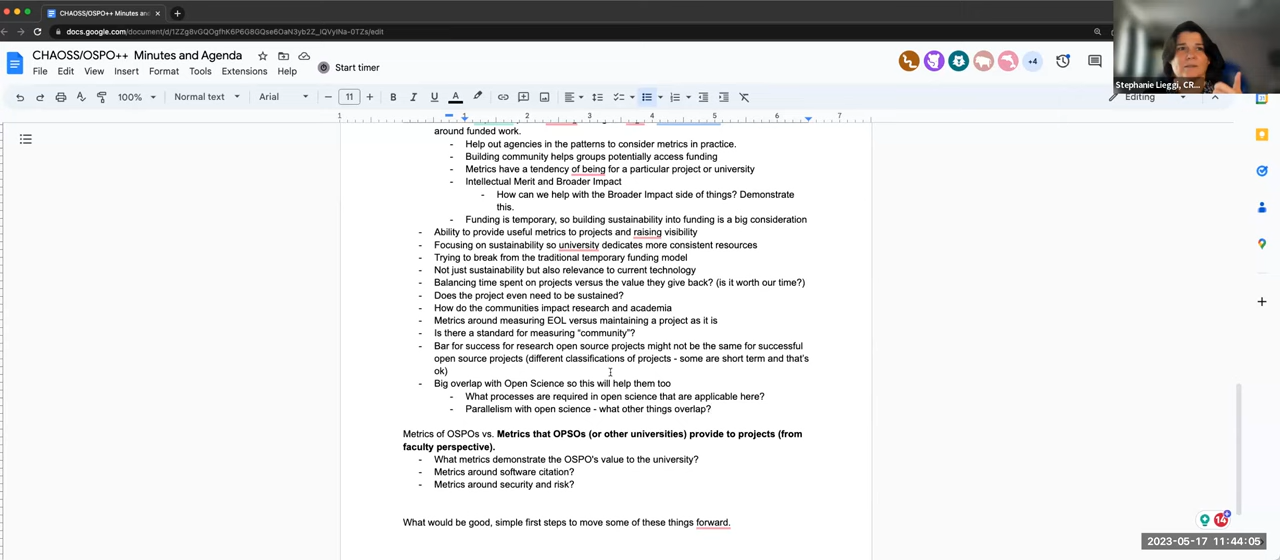 CHAOSS/OSPO++ Minutes and
docs.google.com/document/d/
Stephanie Lieggi, CR...
CHAOSS/OSPO++ Minutes and Agenda
+4
File Edit View Insert Format Tools Extensions Help
Start timer
100% Normal text Arial 11 B I U A
Editing
1 1 2 3 4 5 6 7
around funded work.
- Help out agencies in the patterns to consider metrics in practice.
- Building community helps groups potentially access funding
- Metrics have a tendency of being for a particular project or university
- Intellectual Merit and Broader Impact
- How can we help with the Broader Impact side of things? Demonstrate
this.
- Funding is temporary, so building sustainability into funding is a big consideration
- Ability to provide useful metrics to projects and raising visibility
- Focusing on sustainability so university dedicates more consistent resources
- Trying to break from the traditional temporary funding model
- Not just sustainability but also relevance to current technology
- Balancing time spent on projects versus the value they give back? (is it worth our time?)
- Does the project even need to be sustained?
- How do the communities impact research and academia
- Metrics around measuring EOL versus maintaining a project as it is
- Is there a standard for measuring “community”?
- Bar for success for research open source projects might not be the same for successful
open source projects (different classifications of projects - some are short term and that’s
ok)
- Big overlap with Open Science so this will help them too
- What processes are required in open science that are applicable here?
- Parallelism with open science - what other things overlap?
Metrics of OSPOs vs. Metrics that OPSOs (or other universities) provide to projects (from
faculty perspective).
- What metrics demonstrate the OSPO's value to the university?
- Metrics around software citation?
- Metrics around security and risk?
What would be good, simple first steps to move some of these things forward.
14
2023-05-17 11:44:05